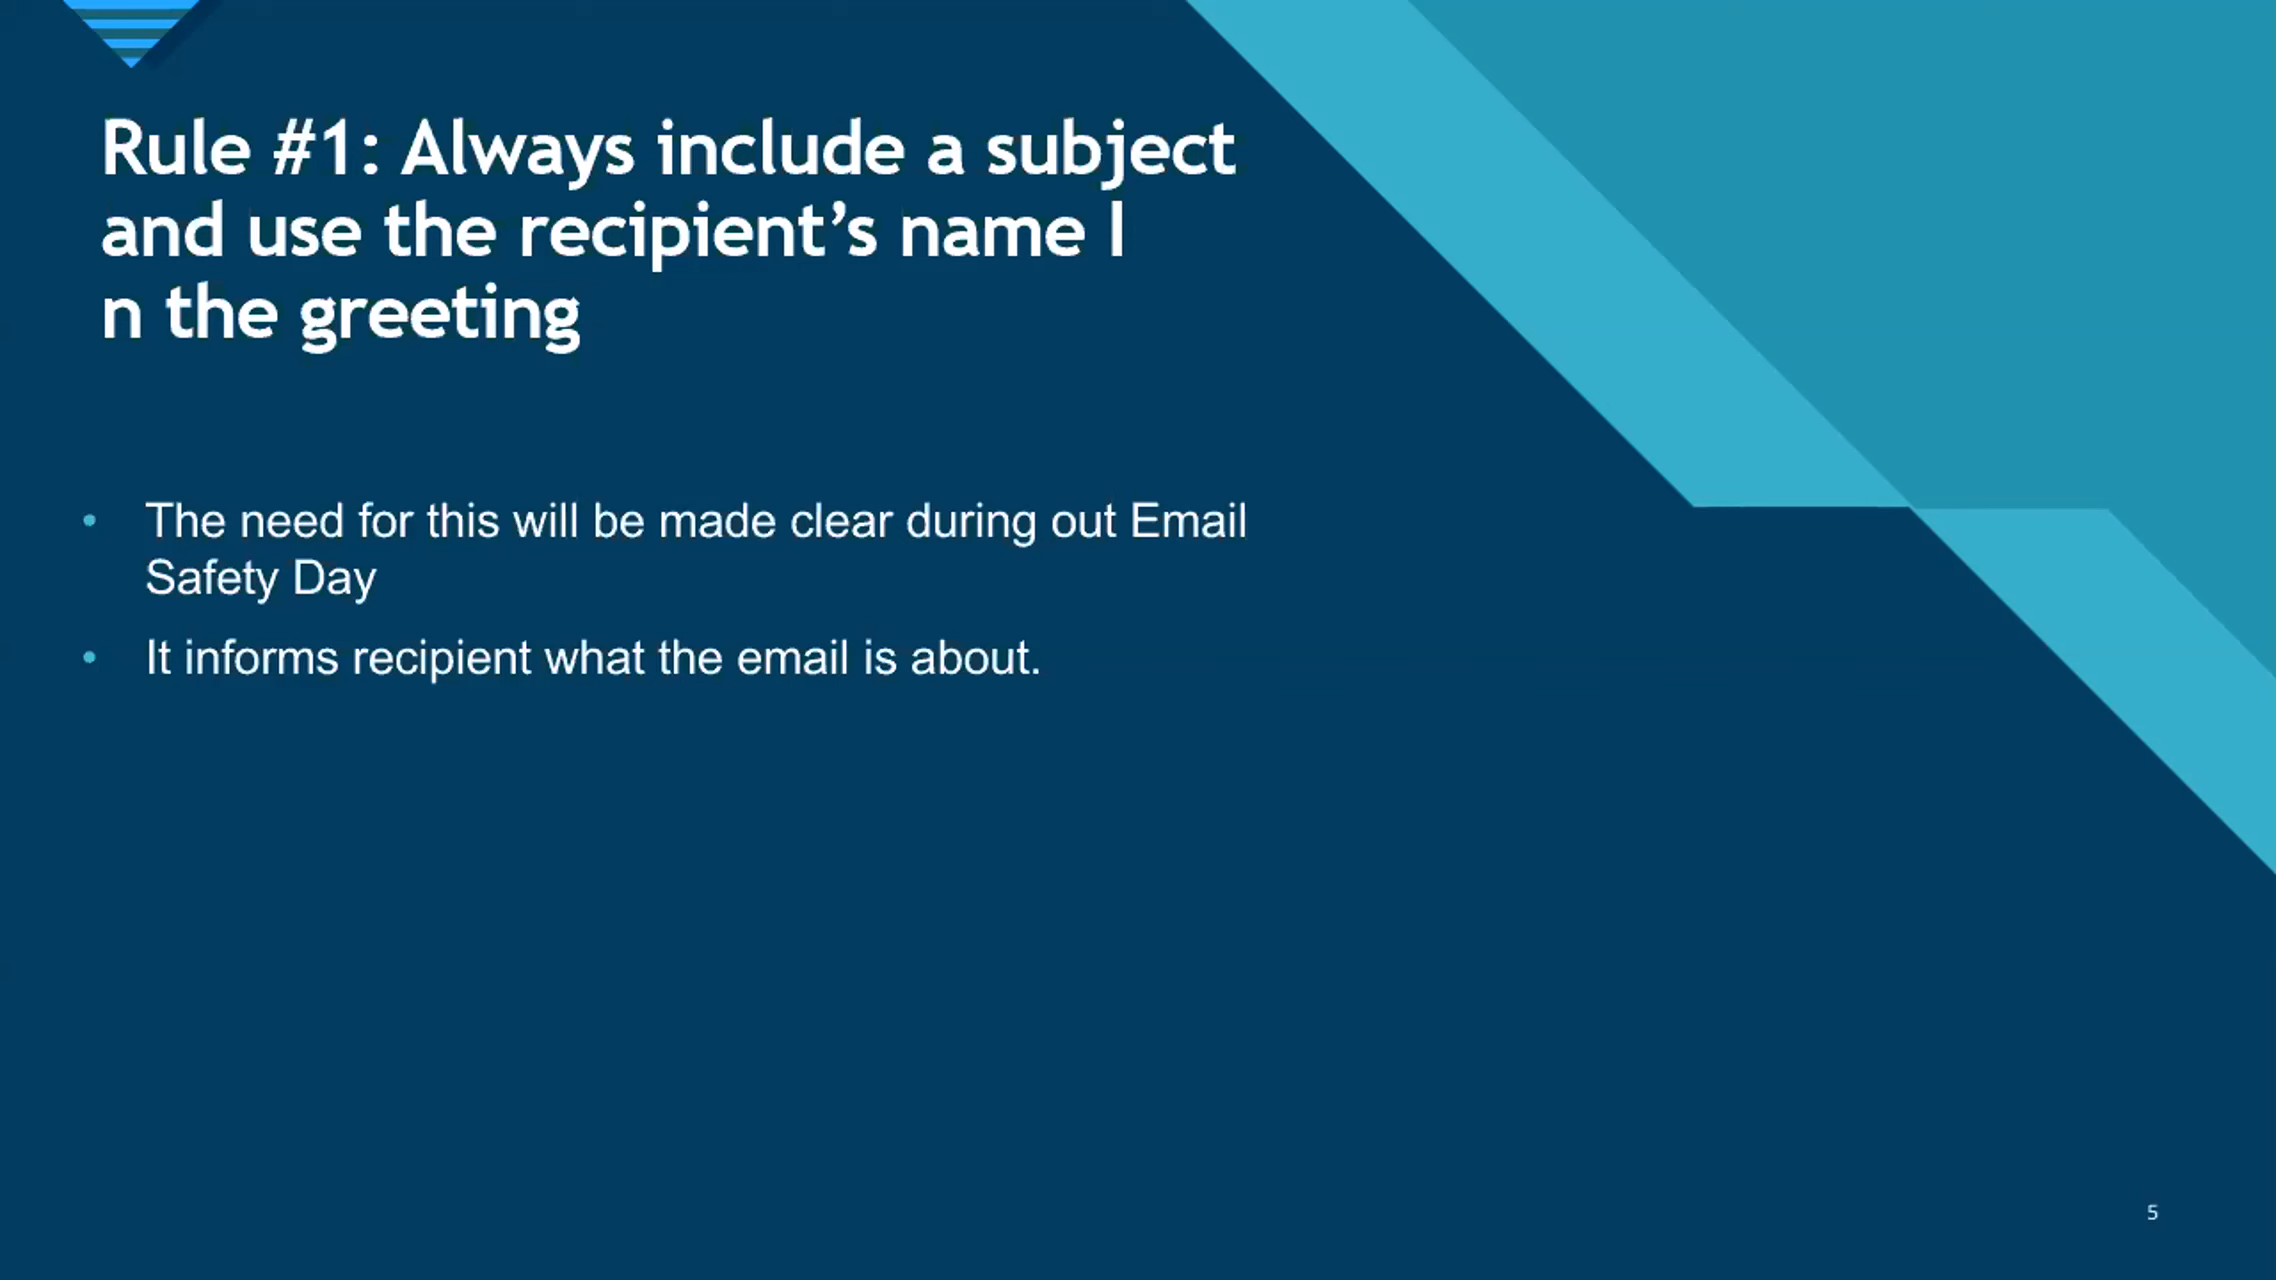 Rule #1: Always include a subject
and use the recipient’s name I
n the greeting
• The need for this will be made clear during out Email
Safety Day
• It informs recipient what the email is about.
5